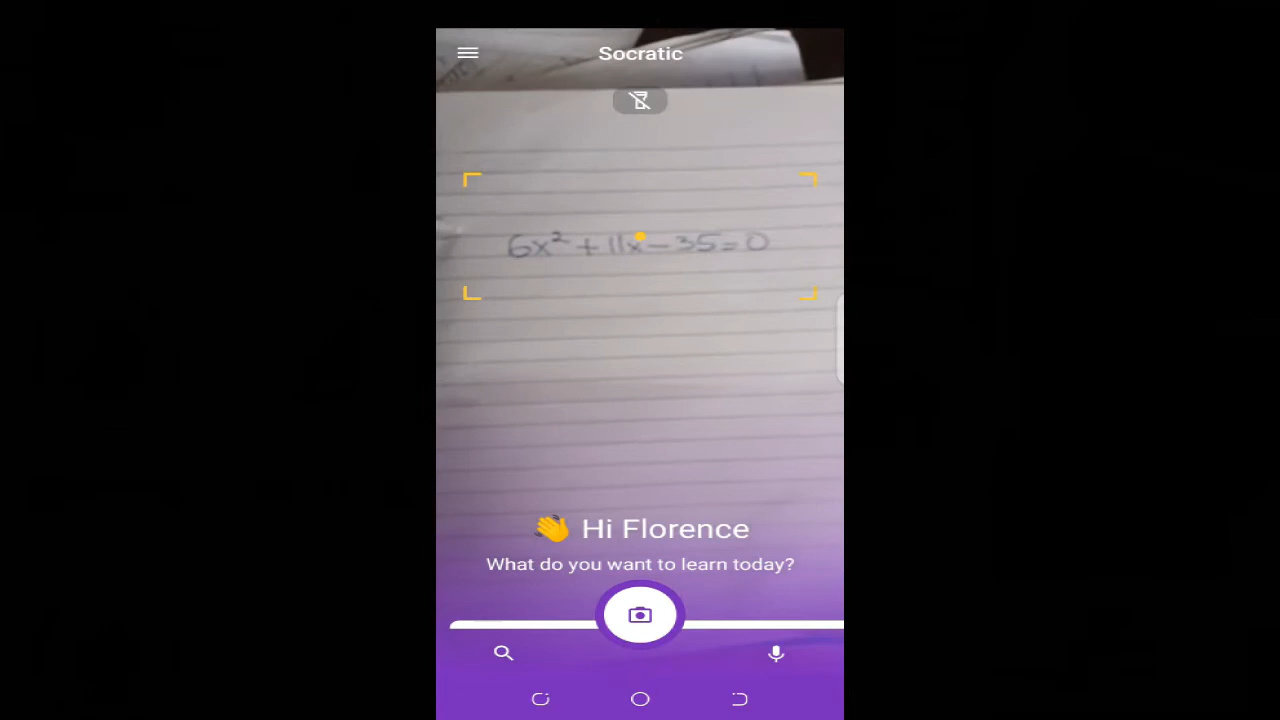 Socratic
6x² + 11x - 35 = 0
👋 Hi Florence
What do you want to learn today?